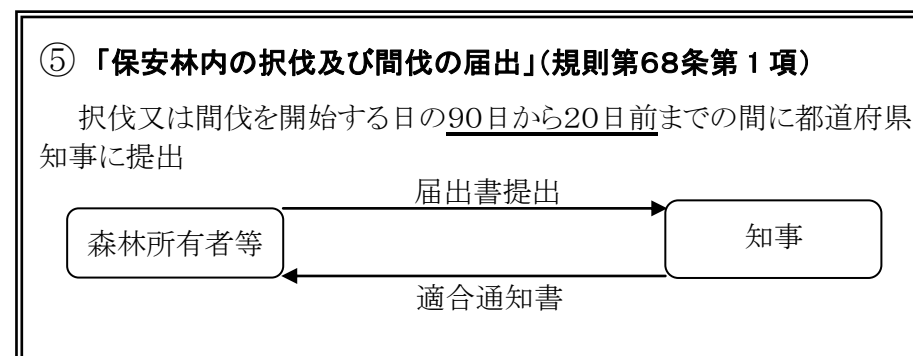 ⑤「保安林内の択伐及び間伐の届出」(規則第68条第1項)
択伐又は間伐を開始する日の90日から20日前までの間に都道府県
知事に提出
届出書提出
森林所有者等
知事
適合通知書